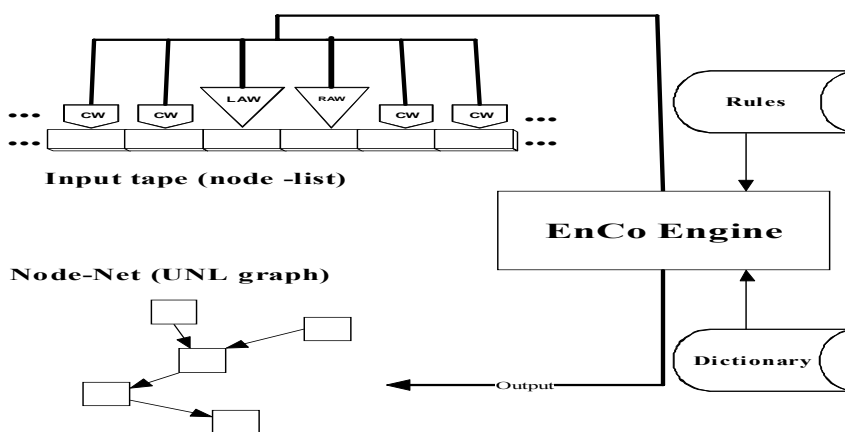 LAW RAW
CW CW CW CW
Rules
Input tape (node -list)
EnCo Engine
Node-Net (UNL graph)
Dictionary
Output